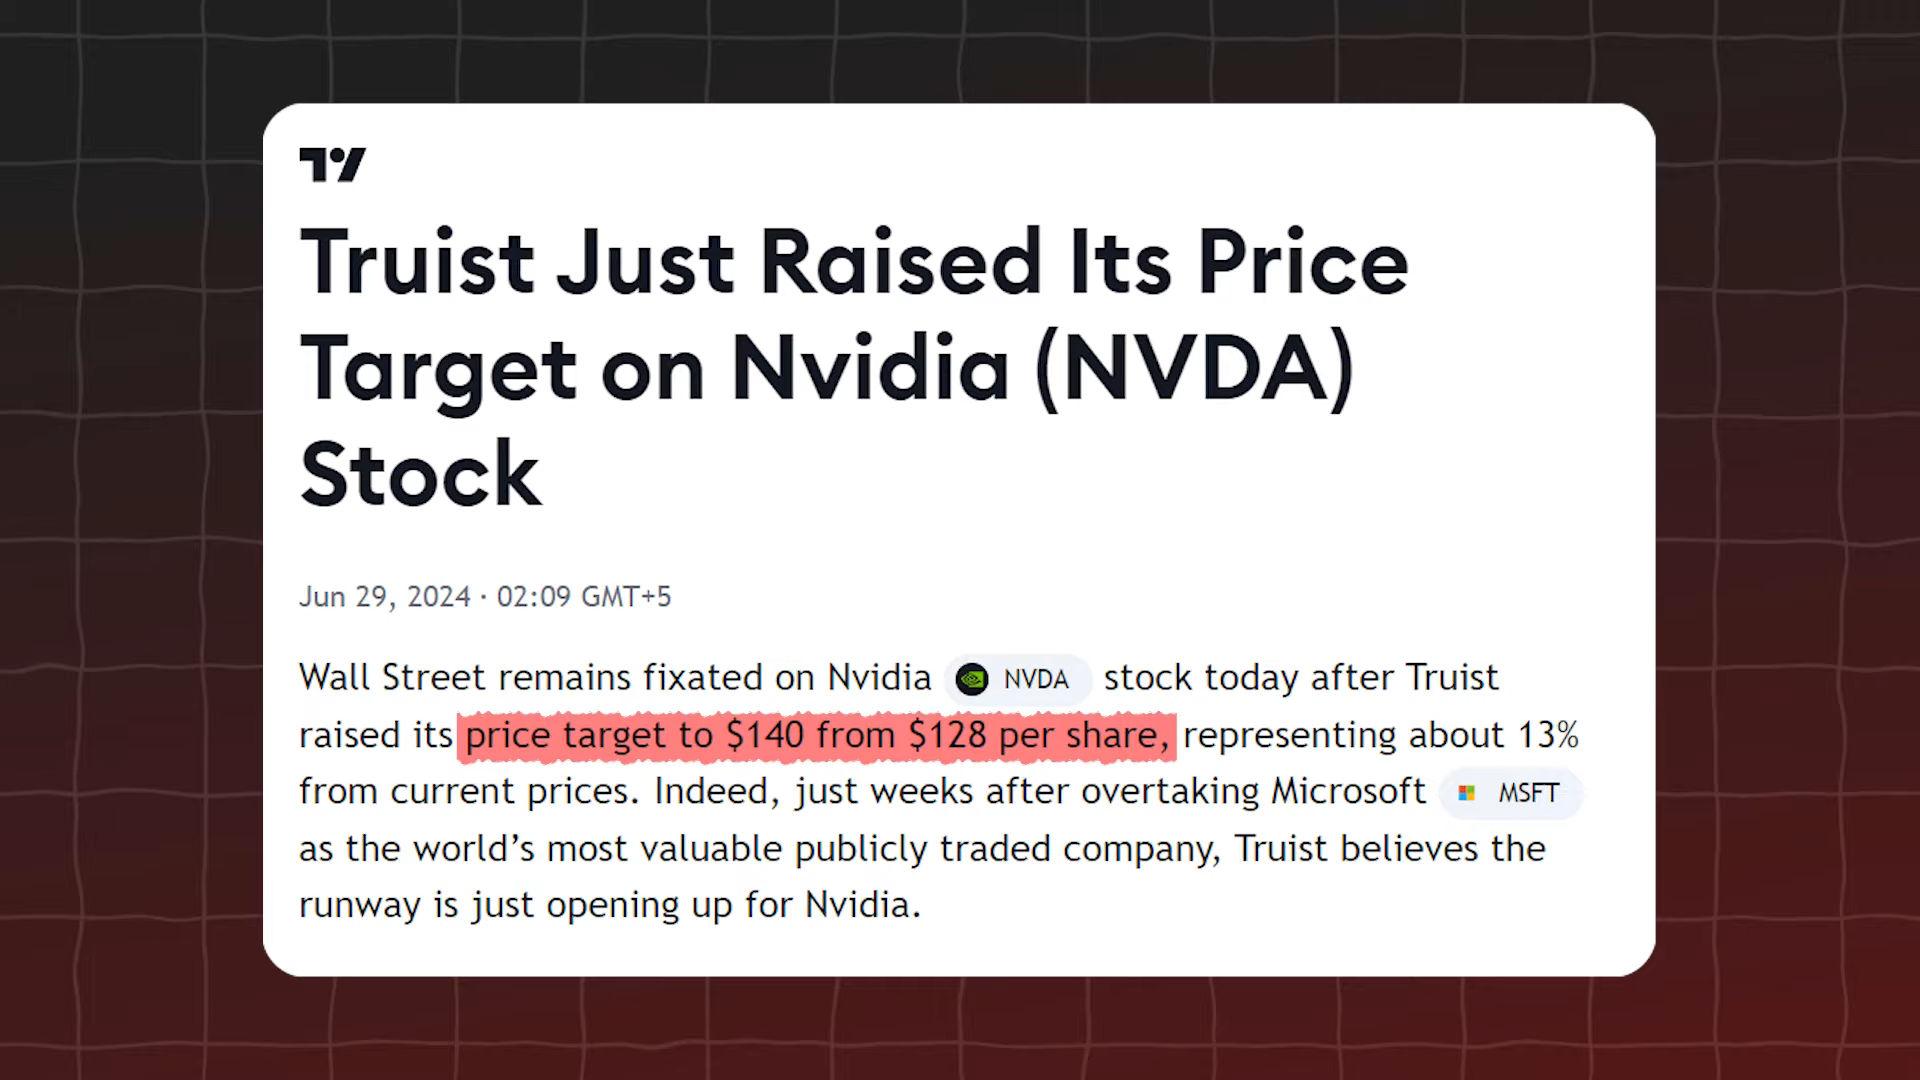 Truist Just Raised Its Price
Target on Nvidia (NVDA)
Stock
Jun 29, 2024 · 02:09 GMT+5
Wall Street remains fixated on Nvidia NVDA stock today after Truist
raised its price target to $140 from $128 per share, representing about 13%
from current prices. Indeed, just weeks after overtaking Microsoft MSFT
as the world’s most valuable publicly traded company, Truist believes the
runway is just opening up for Nvidia.